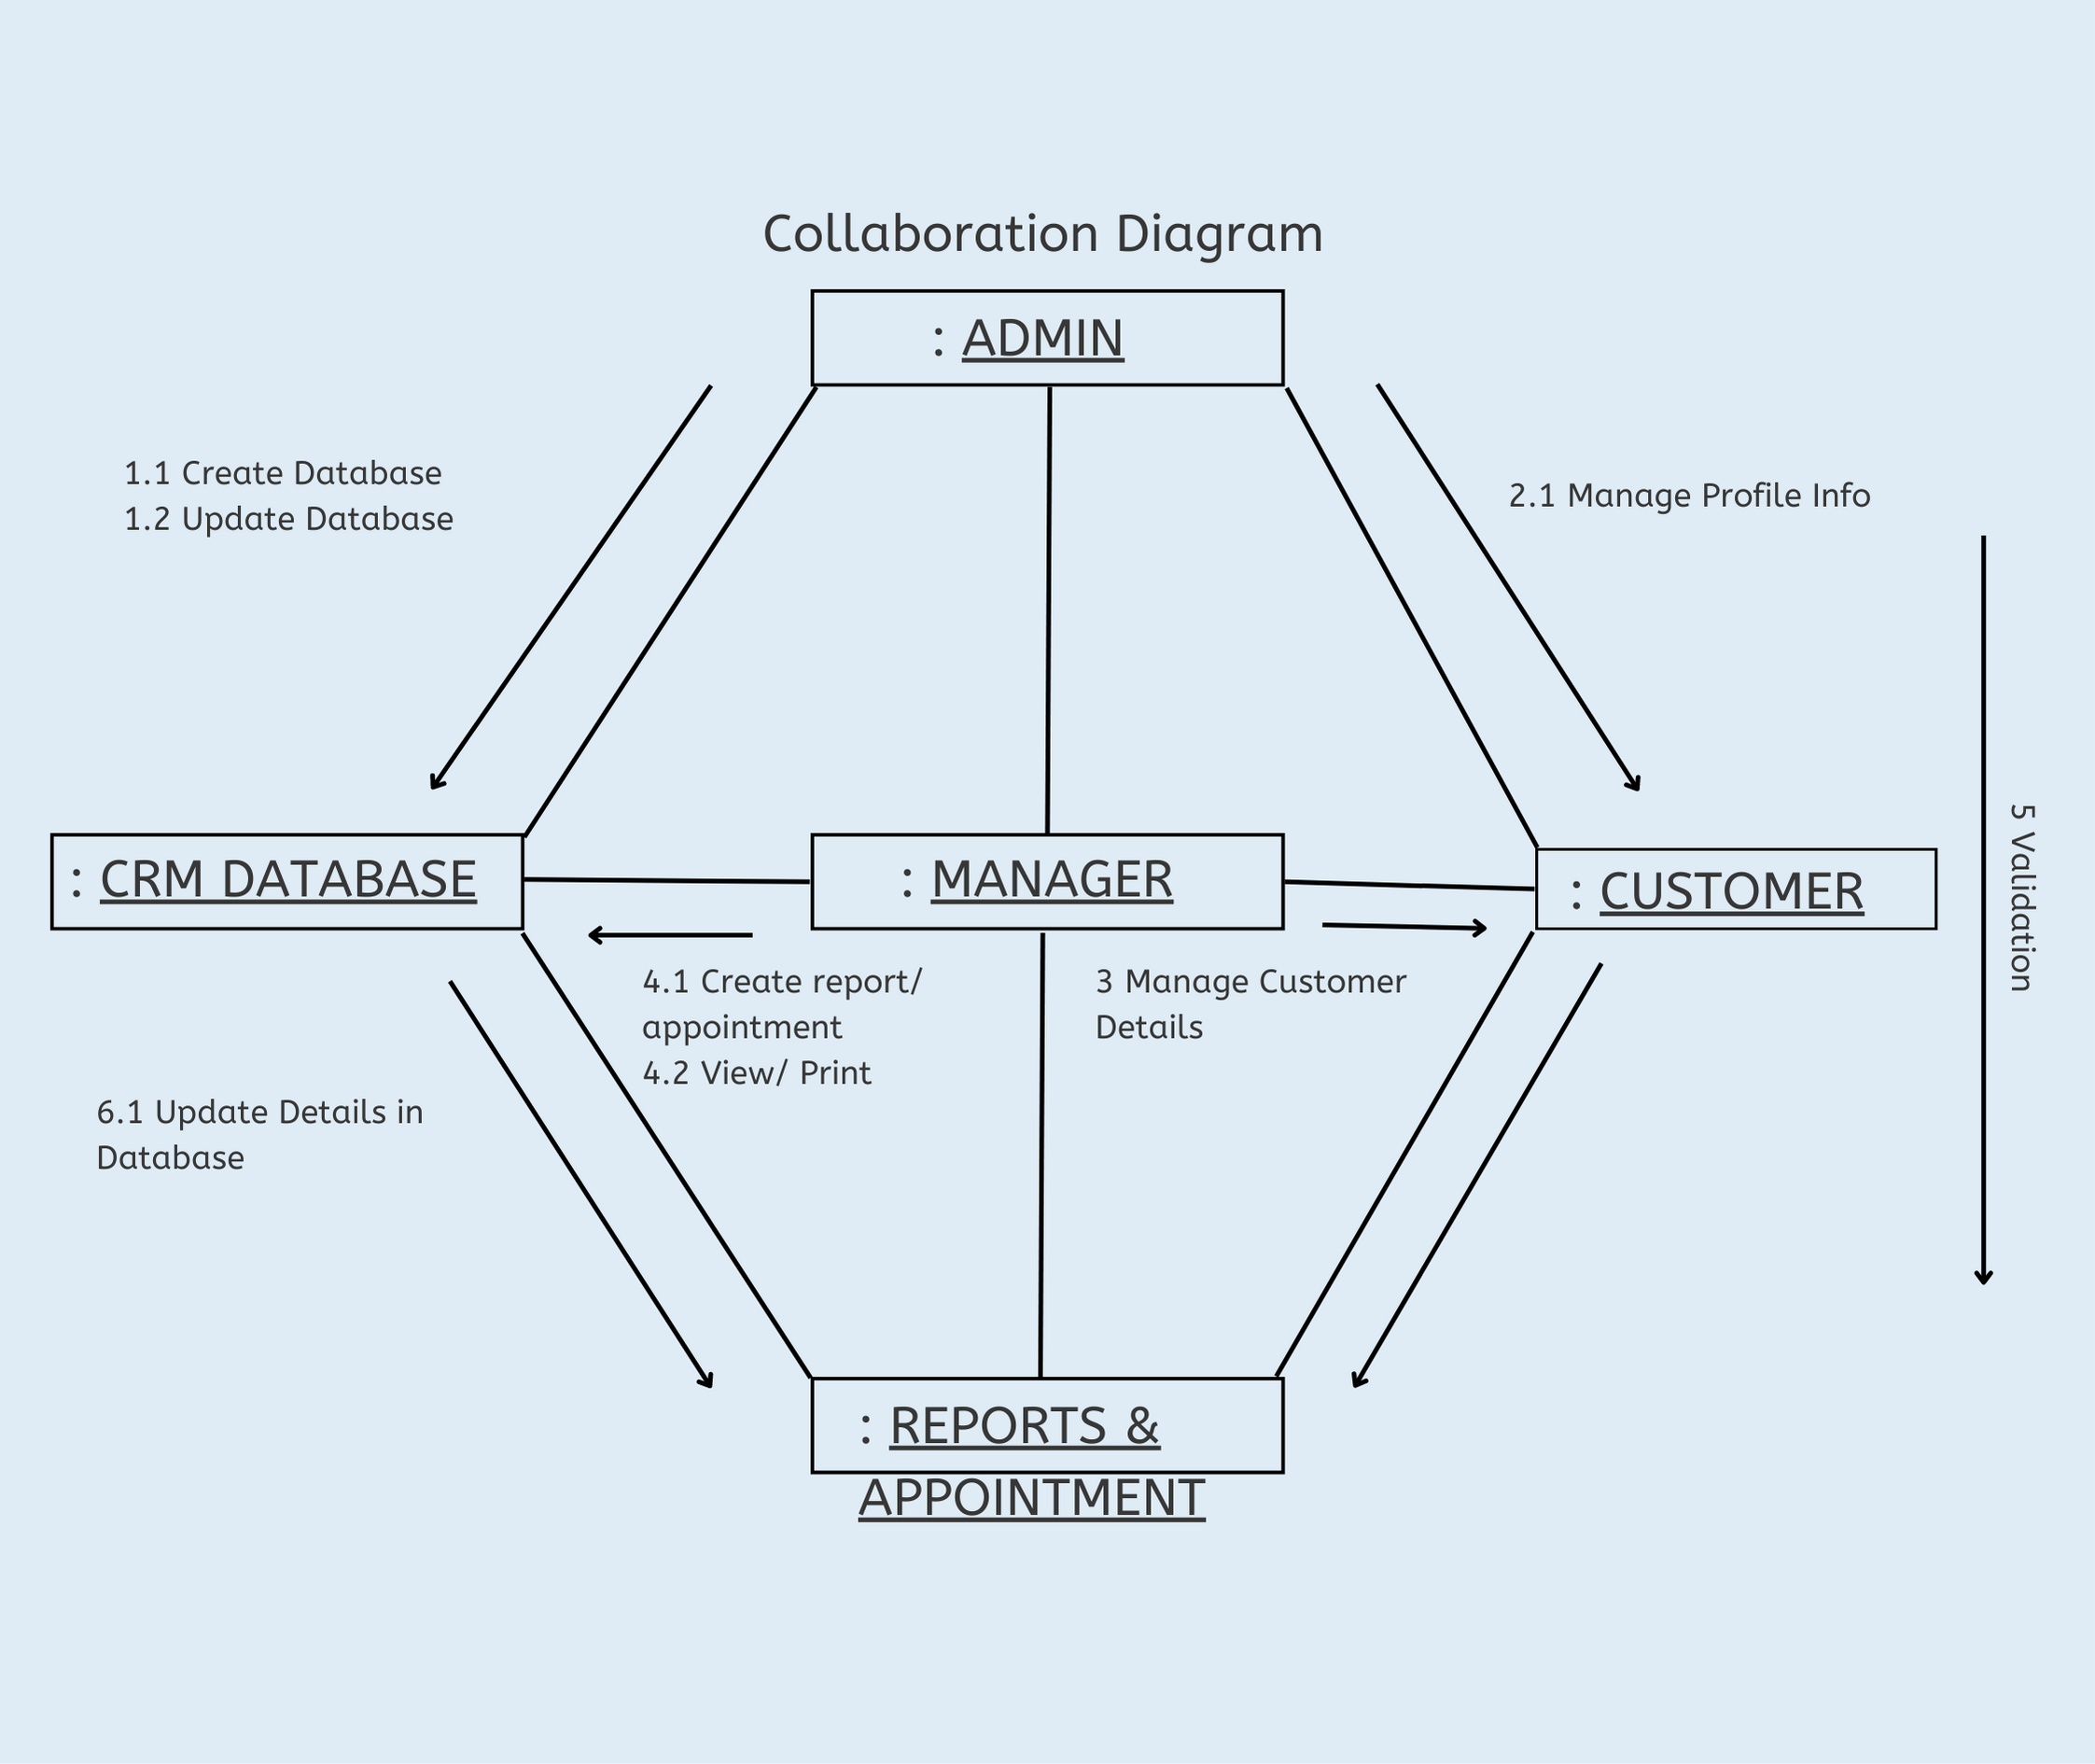 Collaboration Diagram
: ADMIN
1.1 Create Database
1.2 Update Database
2.1 Manage Profile Info
: CRM DATABASE
: MANAGER
: CUSTOMER
5 Validation
4.1 Create report/
appointment
4.2 View/ Print
3 Manage Customer
Details
6.1 Update Details in
Database
: REPORTS &
APPOINTMENT